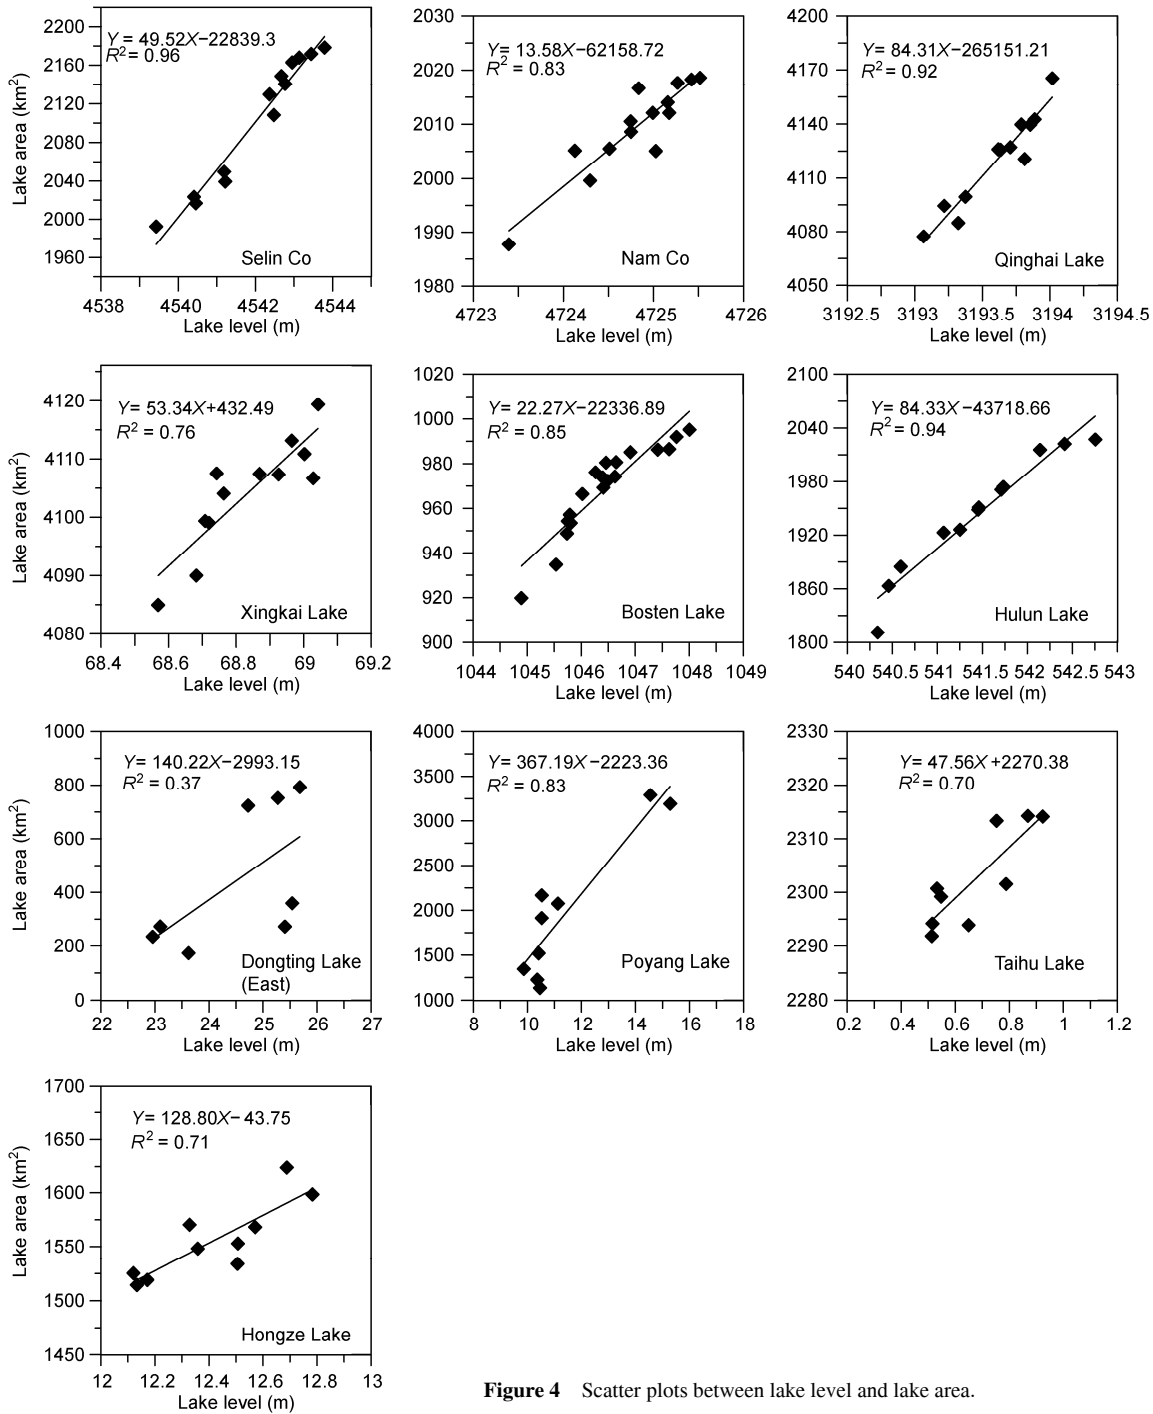 Y= 49.52X−22839.3
R²= 0.96
2200
2160
2120
2080
2040
2000
1960
Lake area (km²)
Selin Co
4538 4540 4542 4544
Lake level (m)
Y= 13.58X−62158.72
R² = 0.83
2030
2020
2010
2000
1990
1980
Nam Co
4723 4724 4725 4726
Lake level (m)
Y= 84.31X−265151.21
R² = 0.92
4200
4170
4140
4110
4080
4050
Qinghai Lake
3192.5 3193 3193.5 3194 3194.5
Lake level (m)
Y= 53.34X+432.49
R² = 0.76
4120
4110
4100
4090
4080
Lake area (km²)
Xingkai Lake
68.4 68.6 68.8 69 69.2
Lake level (m)
Y= 22.27X−22336.89
R² = 0.85
1020
1000
980
960
940
920
900
Bosten Lake
1044 1045 1046 1047 1048 1049
Lake level (m)
Y= 84.33X−43718.66
R² = 0.94
2100
2040
1980
1920
1860
1800
Hulun Lake
540 540.5 541 541.5 542 542.5 543
Lake level (m)
Y= 140.22X−2993.15
R² = 0.37
1000
800
600
400
200
0
Lake area (km²)
Dongting Lake
(East)
22 23 24 25 26 27
Lake level (m)
Y= 367.19X−2223.36
R² = 0.83
4000
3500
3000
2500
2000
1500
1000
Poyang Lake
8 10 12 14 16 18
Lake level (m)
Y= 47.56X+2270.38
R² = 0.70
2330
2320
2310
2300
2290
2280
Taihu Lake
0.2 0.4 0.6 0.8 1 1.2
Lake level (m)
Y= 128.80X−43.75
R² = 0.71
1700
1650
1600
1550
1500
1450
Lake area (km²)
Hongze Lake
12 12.2 12.4 12.6 12.8 13
Lake level (m)
Figure 4 Scatter plots between lake level and lake area.